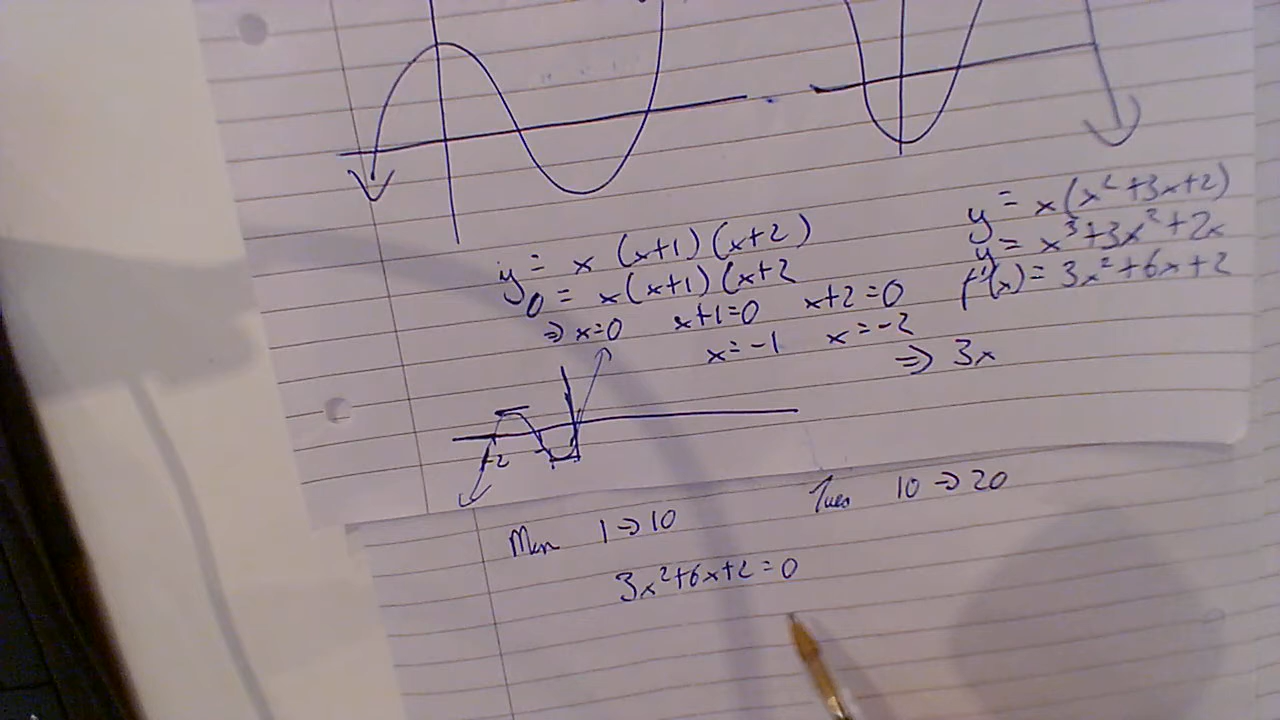 y = x (x+1) (x+2)
0 = x(x+1) (x+2
⇒ x=0 x+1=0 x+2=0
x=-1 x=-2
y = x(x²+3x+2)
y = x³+3x²+2x
f'(x) = 3x²+6x+2
⇒ 3x
-2
Mon 1→10 Tues 10→20
3x²+6x+2=0